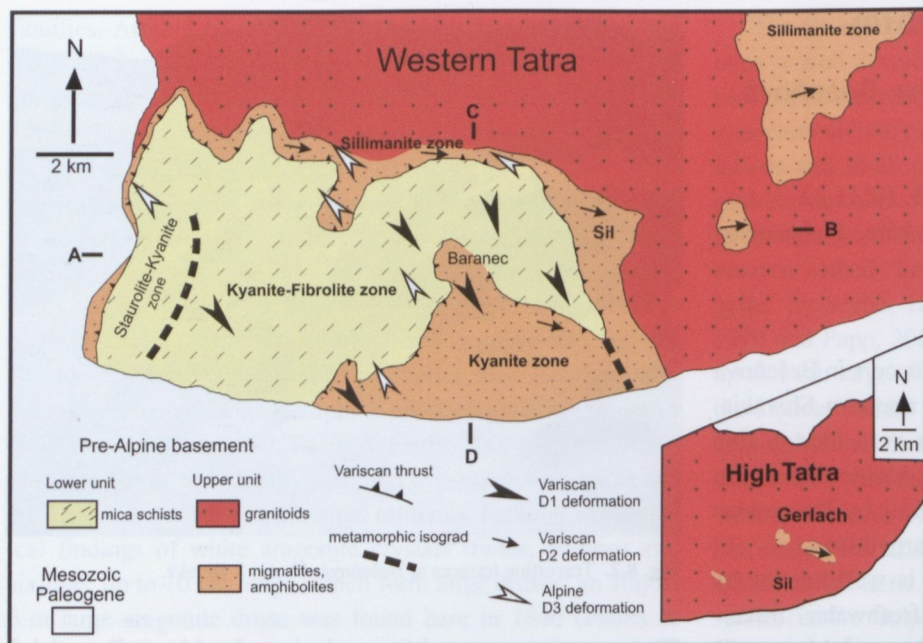 N
2 km
Western Tatra
C
Sillimanite zone
Sillimanite zone
A
B
Staurolite-Kyanite
zone
Kyanite-Fibrolite zone
Baranec
Sil
Kyanite zone
D
Pre-Alpine basement
Lower unit
mica schists
Upper unit
granitoids
migmatites,
amphibolites
Mesozoic
Paleogene
Variscan thrust
metamorphic isograd
Variscan
D1 deformation
Variscan
D2 deformation
Alpine
D3 deformation
N
2 km
High Tatra
Gerlach
Sil